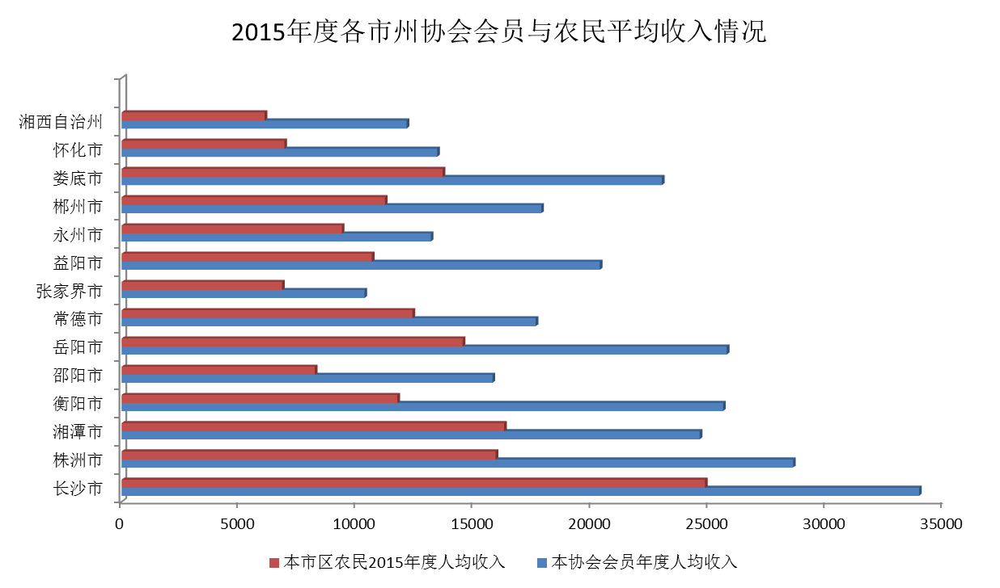 2015年度各市州协会会员与农民平均收入情况
湘西自治州
怀化市
娄底市
郴州市
永州市
益阳市
张家界市
常德市
岳阳市
邵阳市
衡阳市
湘潭市
株洲市
长沙市
0 5000 10000 15000 20000 25000 30000 35000
本市区农民2015年度人均收入 本协会会员年度人均收入